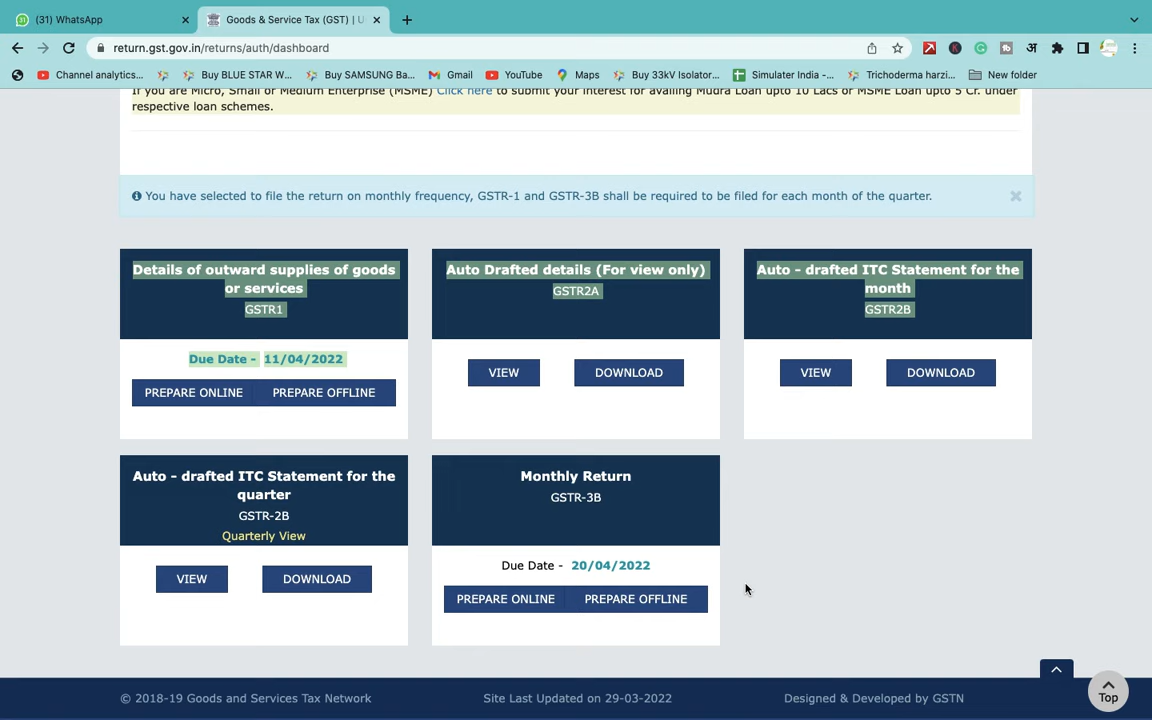 (31) WhatsApp
Goods & Service Tax (GST) | U
return.gst.gov.in/returns/auth/dashboard
Channel analytics...
Buy BLUE STAR W...
Buy SAMSUNG Ba...
Gmail
YouTube
Maps
Buy 33kV Isolator...
Simulater India -...
Trichoderma harzi...
New folder
If you are Micro, Small or Medium Enterprise (MSME) Click here to submit your interest for availing Mudra Loan upto 10 Lacs or MSME Loan upto 5 Cr. under
respective loan schemes.
You have selected to file the return on monthly frequency, GSTR-1 and GSTR-3B shall be required to be filed for each month of the quarter.
Details of outward supplies of goods
or services
GSTR1
Due Date - 11/04/2022
PREPARE ONLINE PREPARE OFFLINE
Auto Drafted details (For view only)
GSTR2A
VIEW DOWNLOAD
Auto - drafted ITC Statement for the
month
GSTR2B
VIEW DOWNLOAD
Auto - drafted ITC Statement for the
quarter
GSTR-2B
Quarterly View
VIEW DOWNLOAD
Monthly Return
GSTR-3B
Due Date - 20/04/2022
PREPARE ONLINE PREPARE OFFLINE
© 2018-19 Goods and Services Tax Network
Site Last Updated on 29-03-2022
Designed & Developed by GSTN
Top